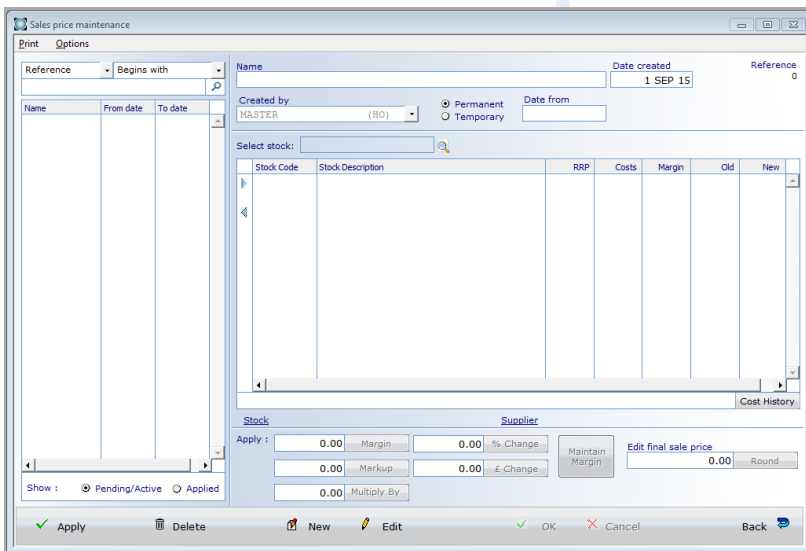 Sales price maintenance
Print Options
Reference Begins with
Name From date To date
Show : Pending/Active Applied
Name Date created Reference
1 SEP 15 0
Created by Permanent Date from
MASTER (HO) Temporary
Select stock:
Stock Code Stock Description RRP Costs Margin Old New
Cost History
Stock Supplier
Apply : 0.00 Margin 0.00 % Change Maintain Margin Edit final sale price
0.00 Markup 0.00 £ Change 0.00 Round
0.00 Multiply By
Apply Delete New Edit OK Cancel Back